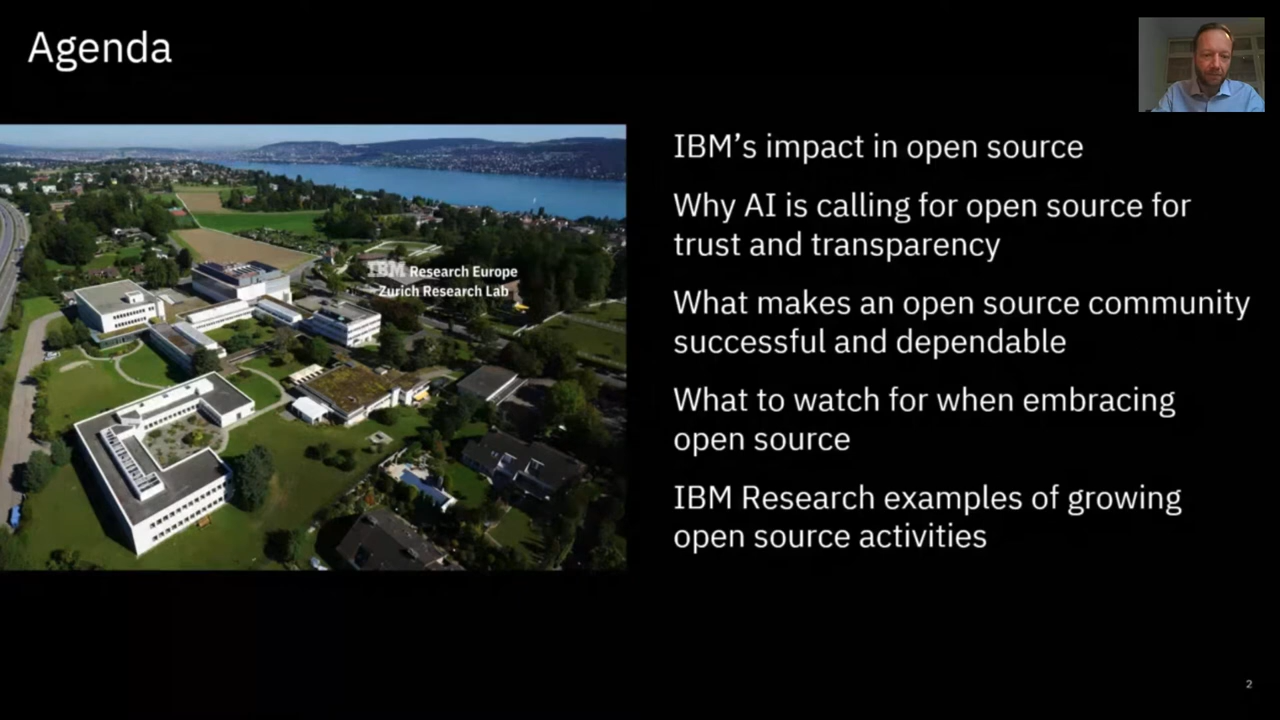 Agenda
IBM Research Europe
Zurich Research Lab
IBM’s impact in open source
Why AI is calling for open source for
trust and transparency
What makes an open source community
successful and dependable
What to watch for when embracing
open source
IBM Research examples of growing
open source activities
2